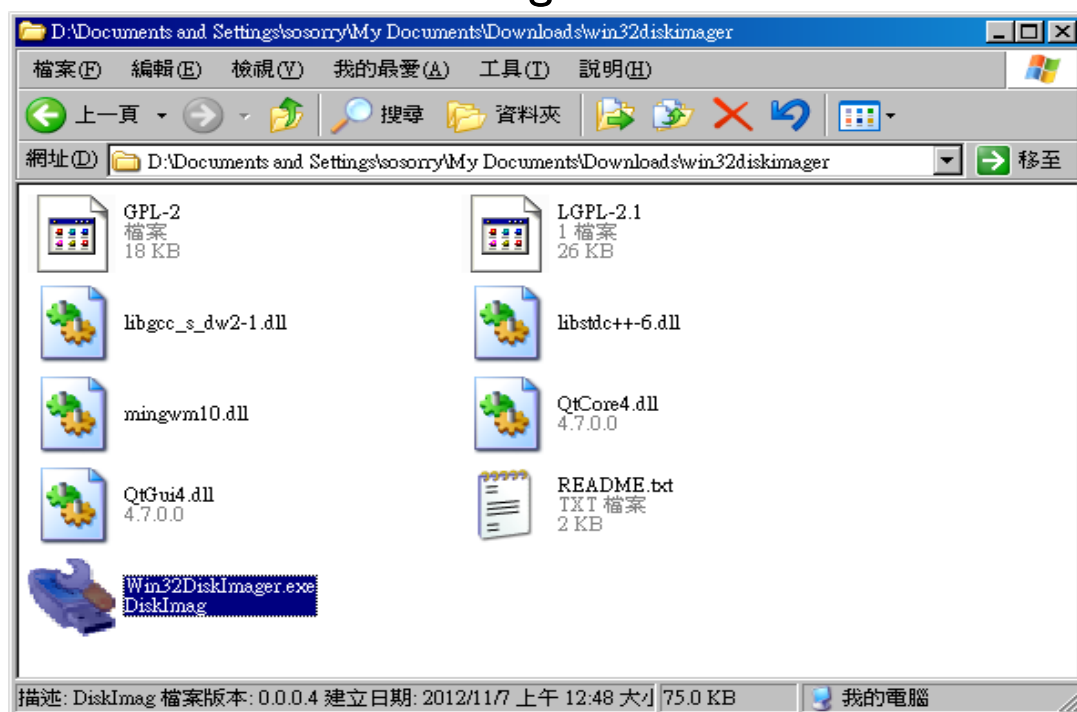 D:\Documents and Settings\sosorry\My Documents\Downloads\win32diskimager
檔案(F) 編輯(E) 檢視(V) 我的最愛(A) 工具(T) 說明(H)
上一頁 搜尋 資料夾
網址(D) D:\Documents and Settings\sosorry\My Documents\Downloads\win32diskimager 移至
GPL-2
檔案
18 KB
LGPL-2.1
1 檔案
26 KB
libgcc_s_dw2-1.dll
libstdc++-6.dll
mingwm10.dll
QtCore4.dll
4.7.0.0
QtGui4.dll
4.7.0.0
README.txt
TXT 檔案
2 KB
Win32DiskImager.exe
DiskImag
描述: DiskImag 檔案版本: 0.0.0.4 建立日期: 2012/11/7 上午 12:48 大小 75.0 KB 我的電腦